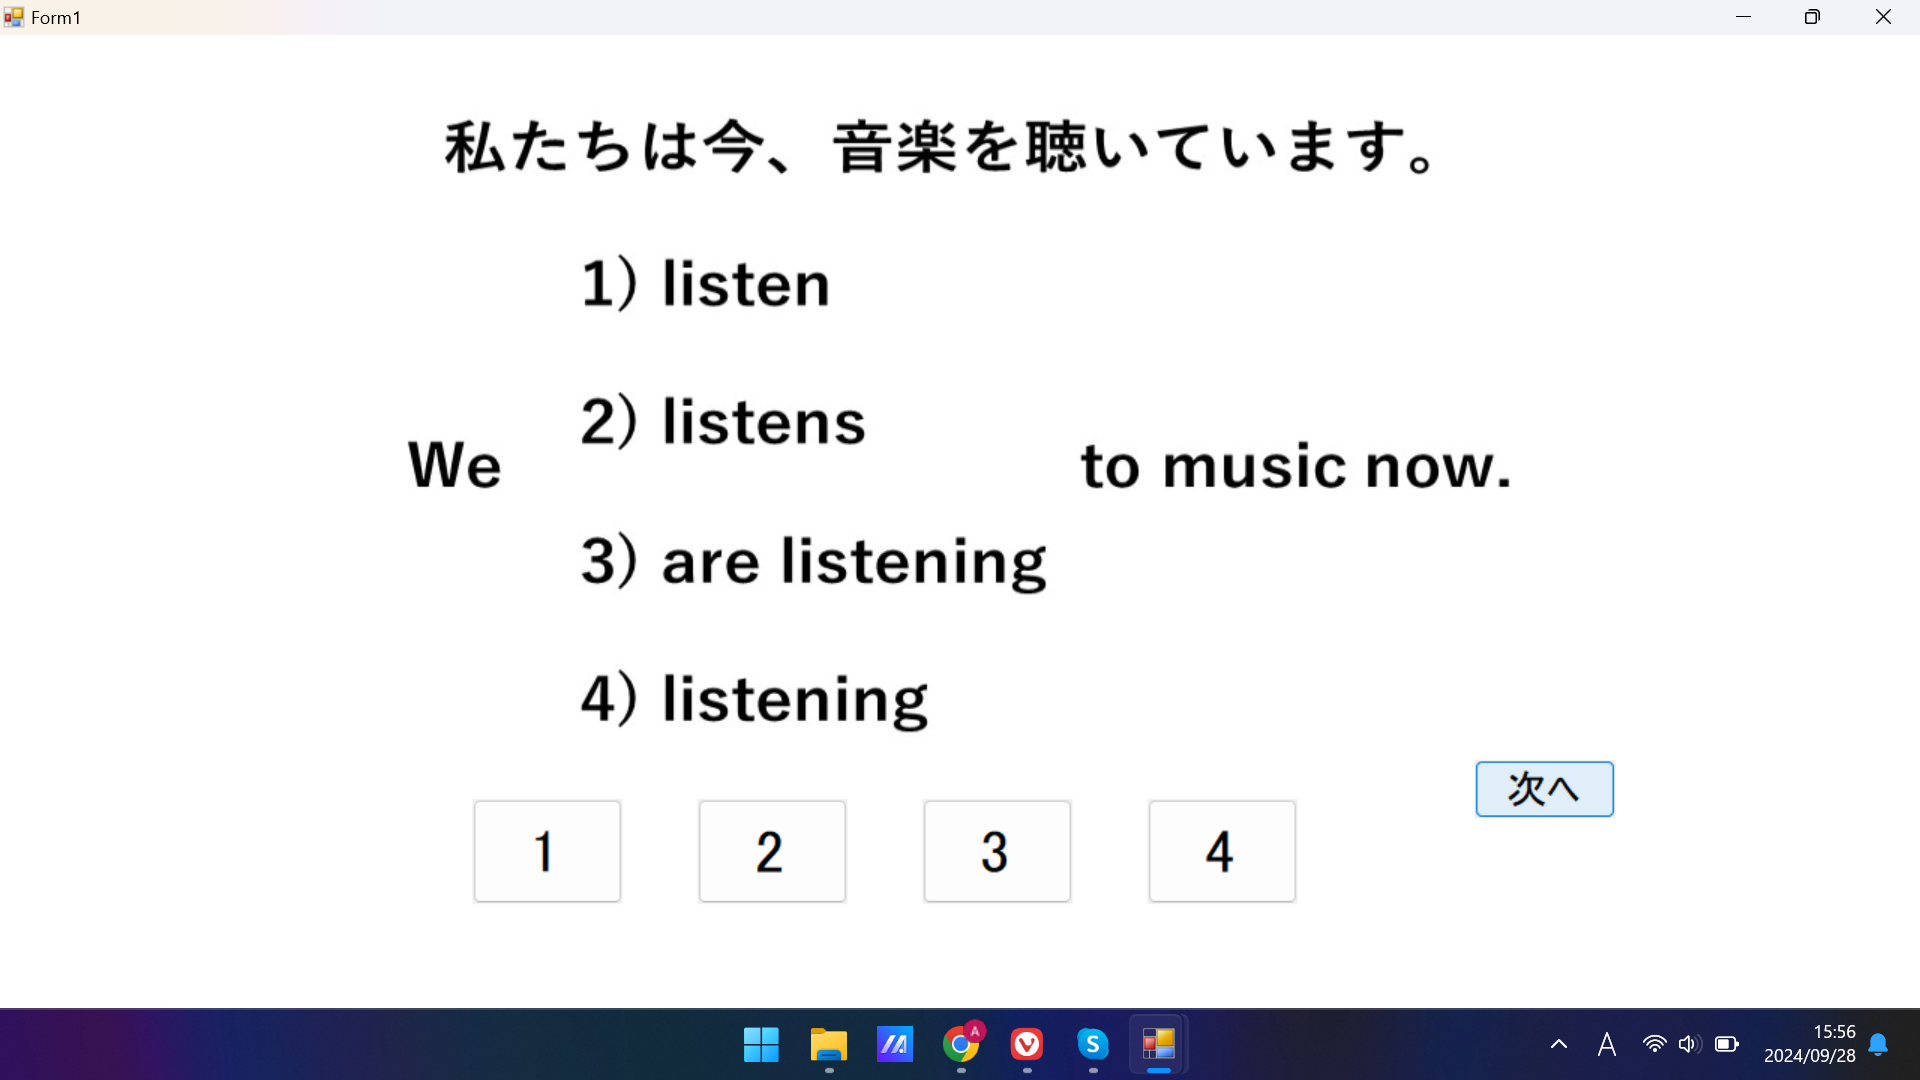 Form1
私たちは今、音楽を聴いています。
1) listen
2) listens
We to music now.
3) are listening
4) listening
次へ
1 2 3 4
A
S
A
15:56
2024/09/28